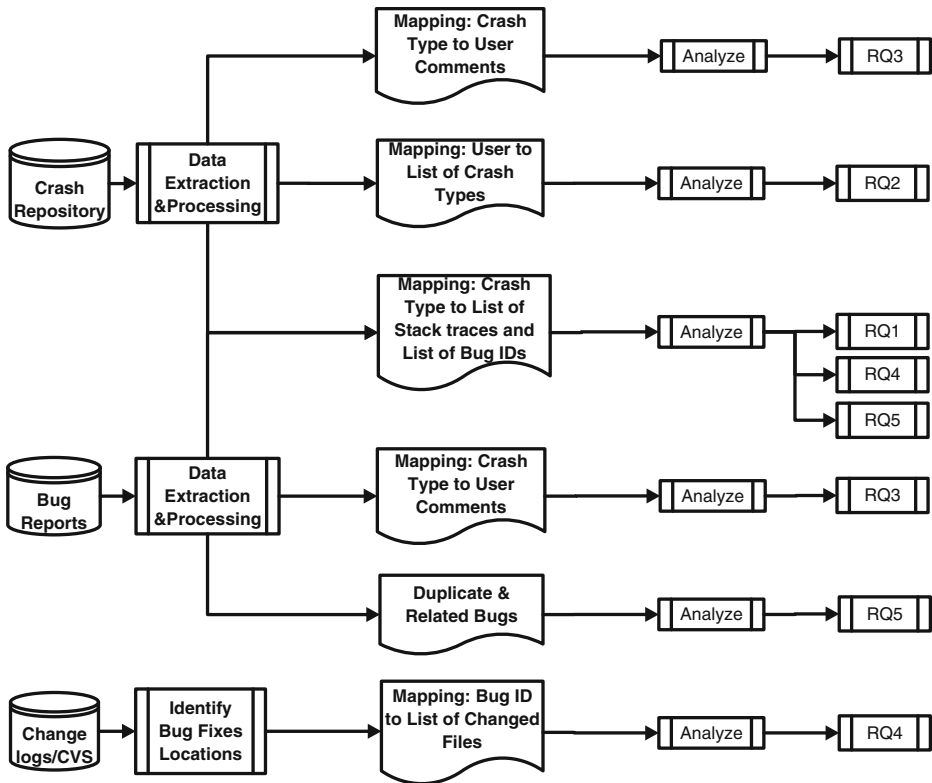 Mapping: Crash
Type to User
Comments
Analyze
RQ3
Crash
Repository
Data
Extraction
&Processing
Mapping: User to
List of Crash
Types
Analyze
RQ2
Mapping: Crash
Type to List of
Stack traces and
List of Bug IDs
Analyze
RQ1
RQ4
RQ5
Bug
Reports
Data
Extraction
&Processing
Mapping: Crash
Type to User
Comments
Analyze
RQ3
Duplicate &
Related Bugs
Analyze
RQ5
Change
logs/CVS
Identify
Bug Fixes
Locations
Mapping: Bug ID
to List of Changed
Files
Analyze
RQ4